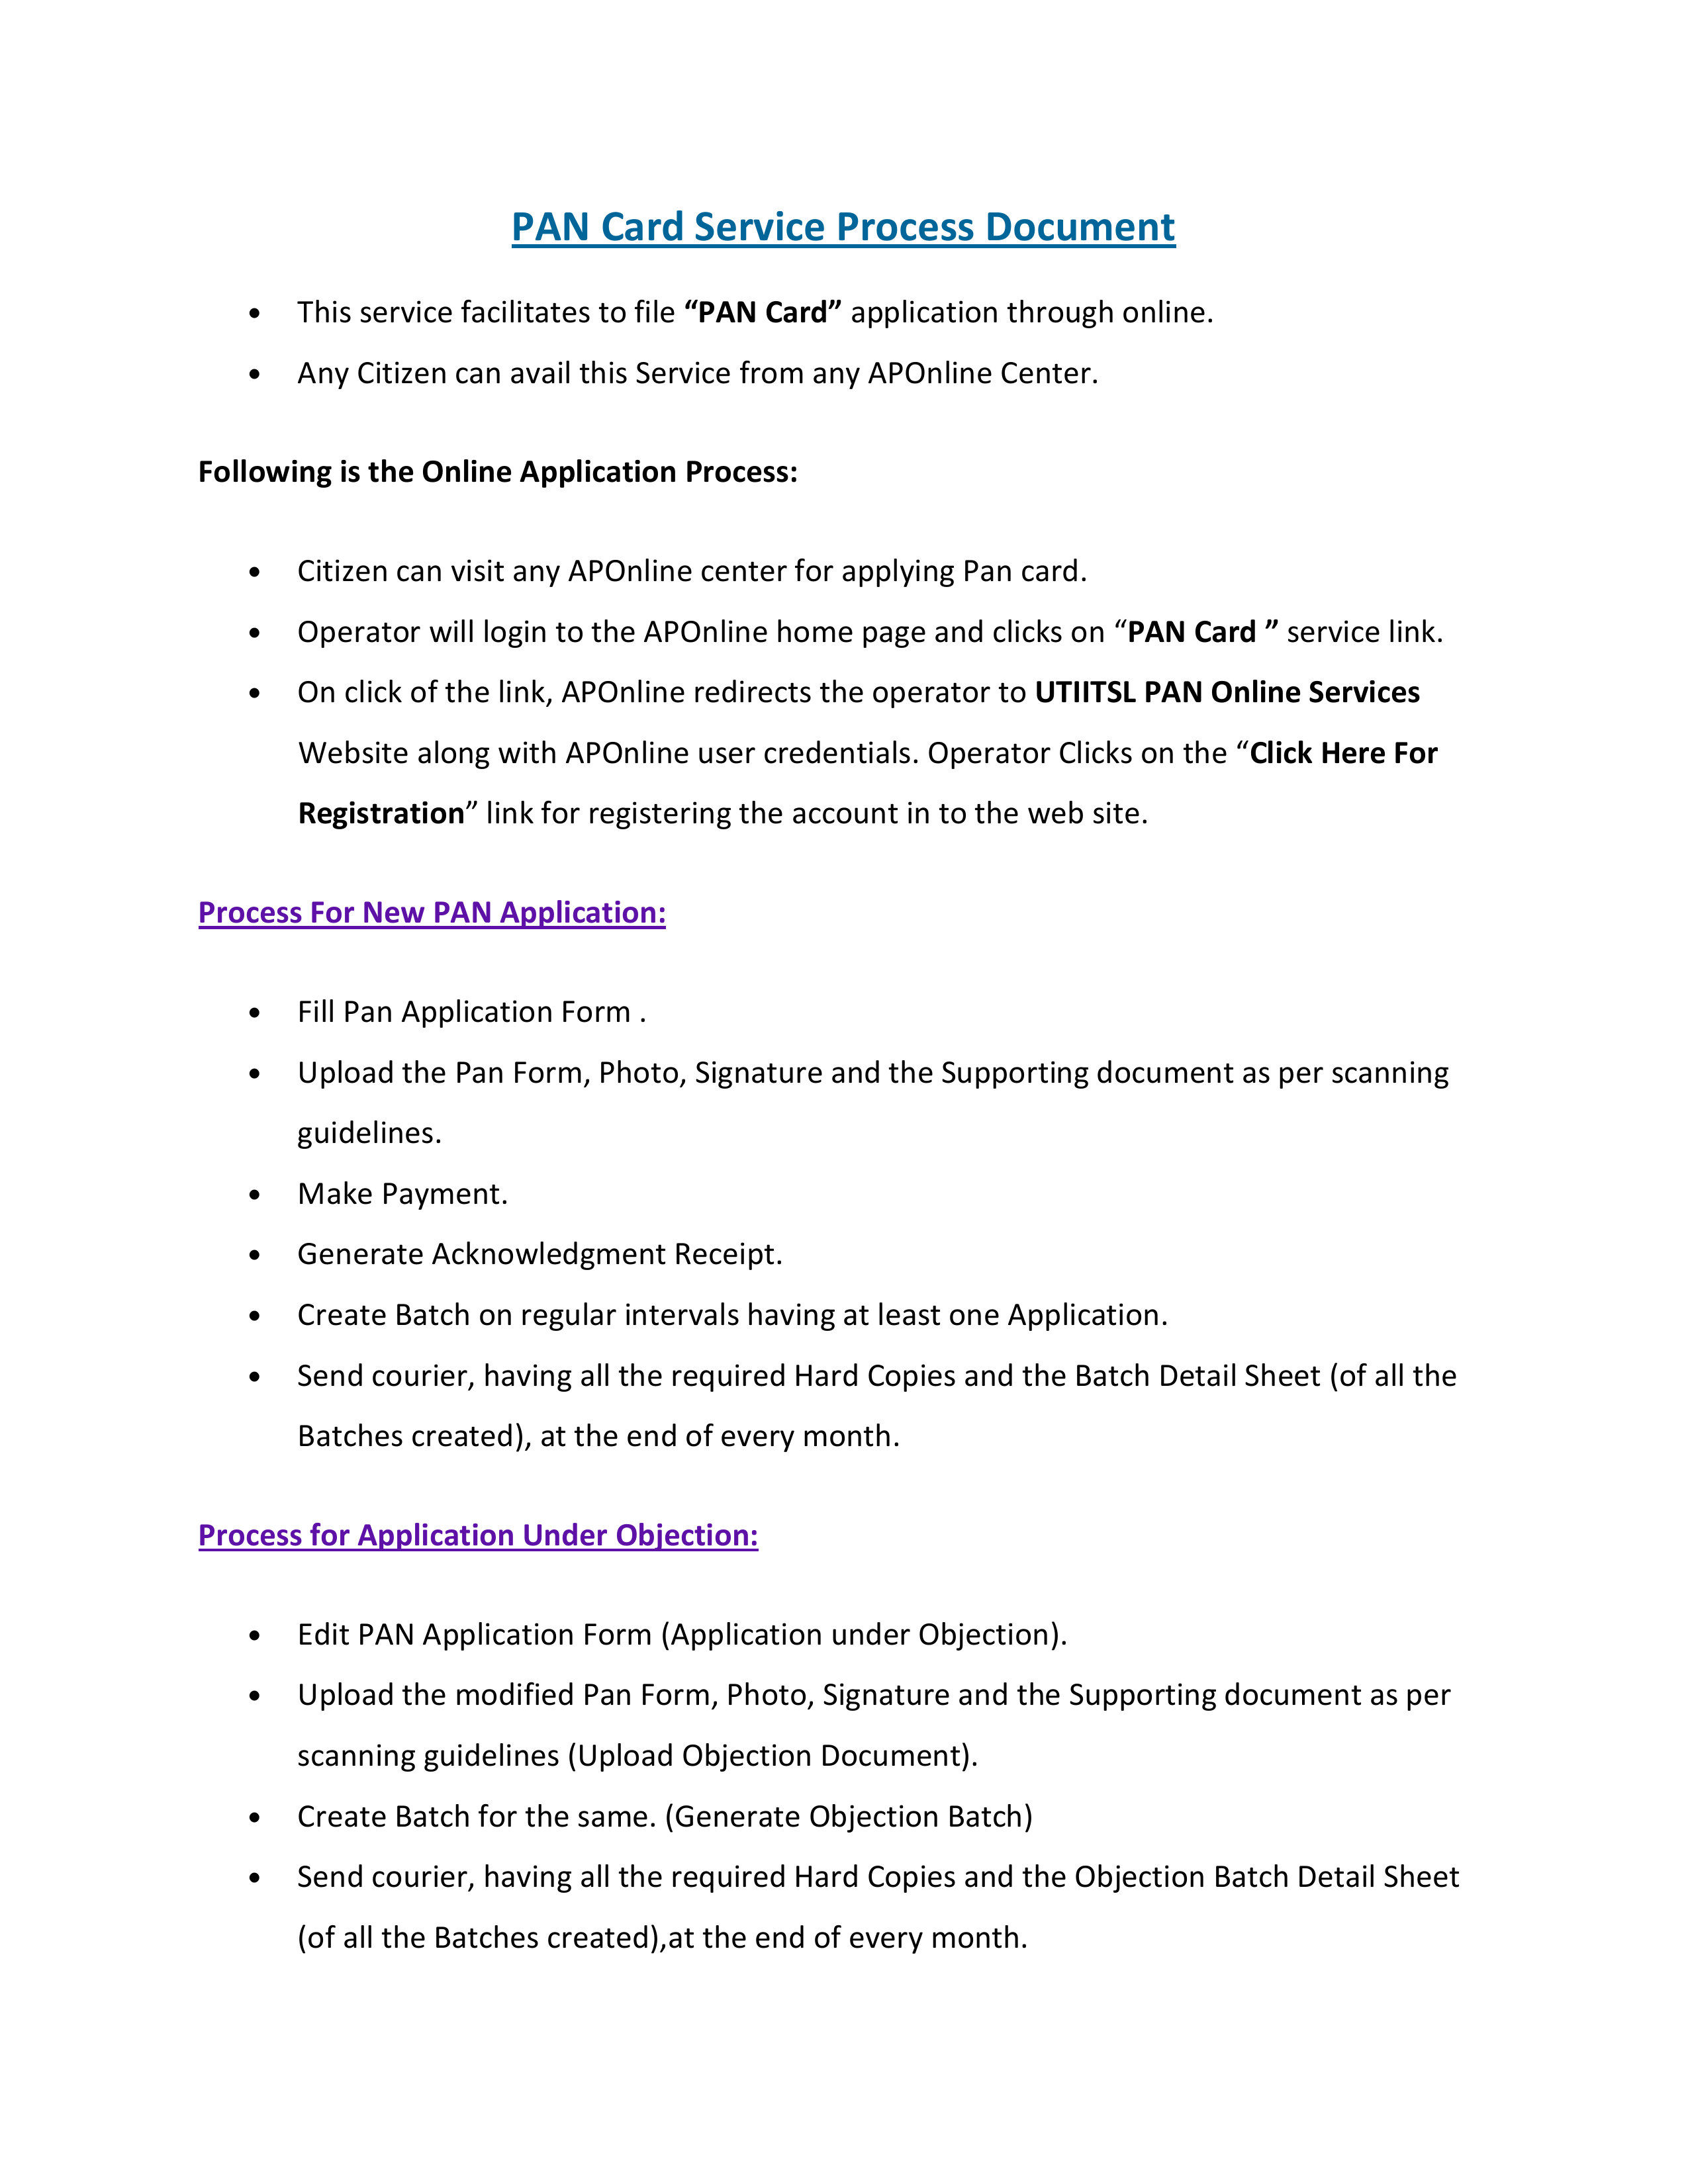 PAN Card Service Process Document
• This service facilitates to file “PAN Card” application through online.
• Any Citizen can avail this Service from any APOnline Center.
Following is the Online Application Process:
• Citizen can visit any APOnline center for applying Pan card.
• Operator will login to the APOnline home page and clicks on “PAN Card ” service link.
• On click of the link, APOnline redirects the operator to UTIITSL PAN Online Services
Website along with APOnline user credentials. Operator Clicks on the “Click Here For
Registration” link for registering the account in to the web site.
Process For New PAN Application:
• Fill Pan Application Form .
• Upload the Pan Form, Photo, Signature and the Supporting document as per scanning
guidelines.
• Make Payment.
• Generate Acknowledgment Receipt.
• Create Batch on regular intervals having at least one Application.
• Send courier, having all the required Hard Copies and the Batch Detail Sheet (of all the
Batches created), at the end of every month.
Process for Application Under Objection:
• Edit PAN Application Form (Application under Objection).
• Upload the modified Pan Form, Photo, Signature and the Supporting document as per
scanning guidelines (Upload Objection Document).
• Create Batch for the same. (Generate Objection Batch)
• Send courier, having all the required Hard Copies and the Objection Batch Detail Sheet
(of all the Batches created),at the end of every month.